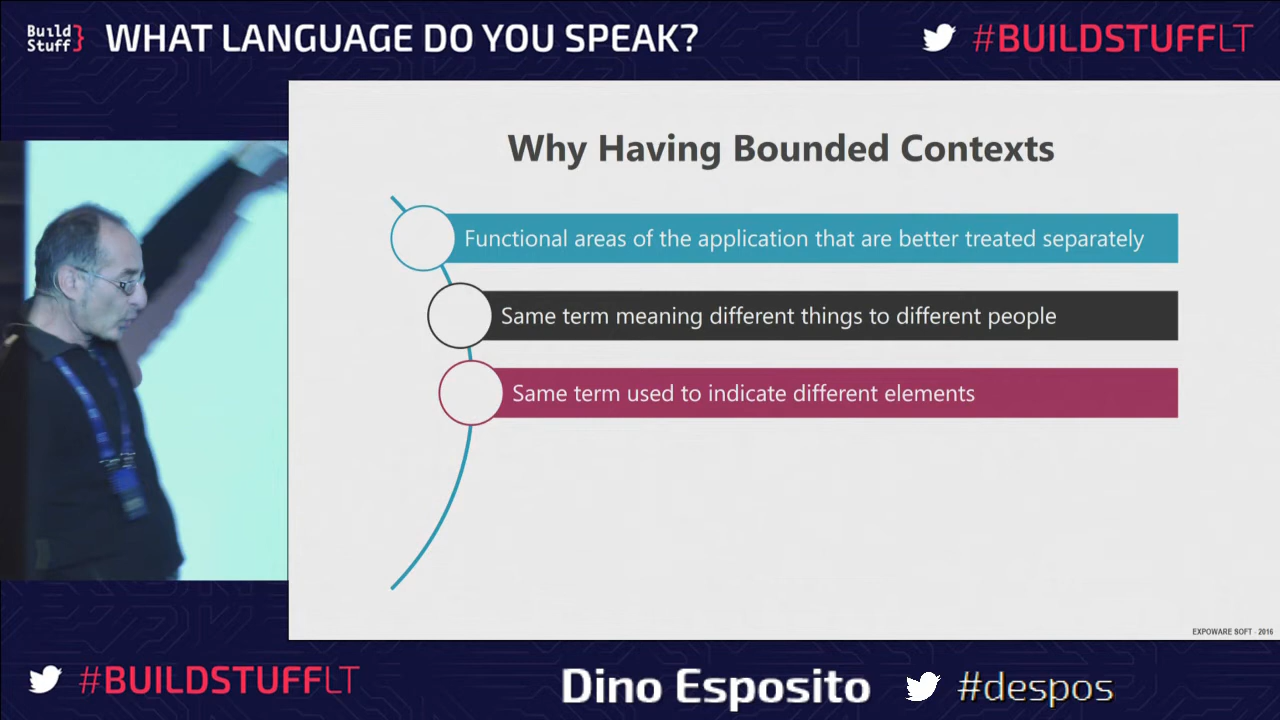 Build
Stuff}
WHAT LANGUAGE DO YOU SPEAK?
#BUILDSTUFFLT
Why Having Bounded Contexts
Functional areas of the application that are better treated separately
Same term meaning different things to different people
Same term used to indicate different elements
EXPOWARE SOFT - 2016
#BUILDSTUFFLT
Dino Esposito
#despos